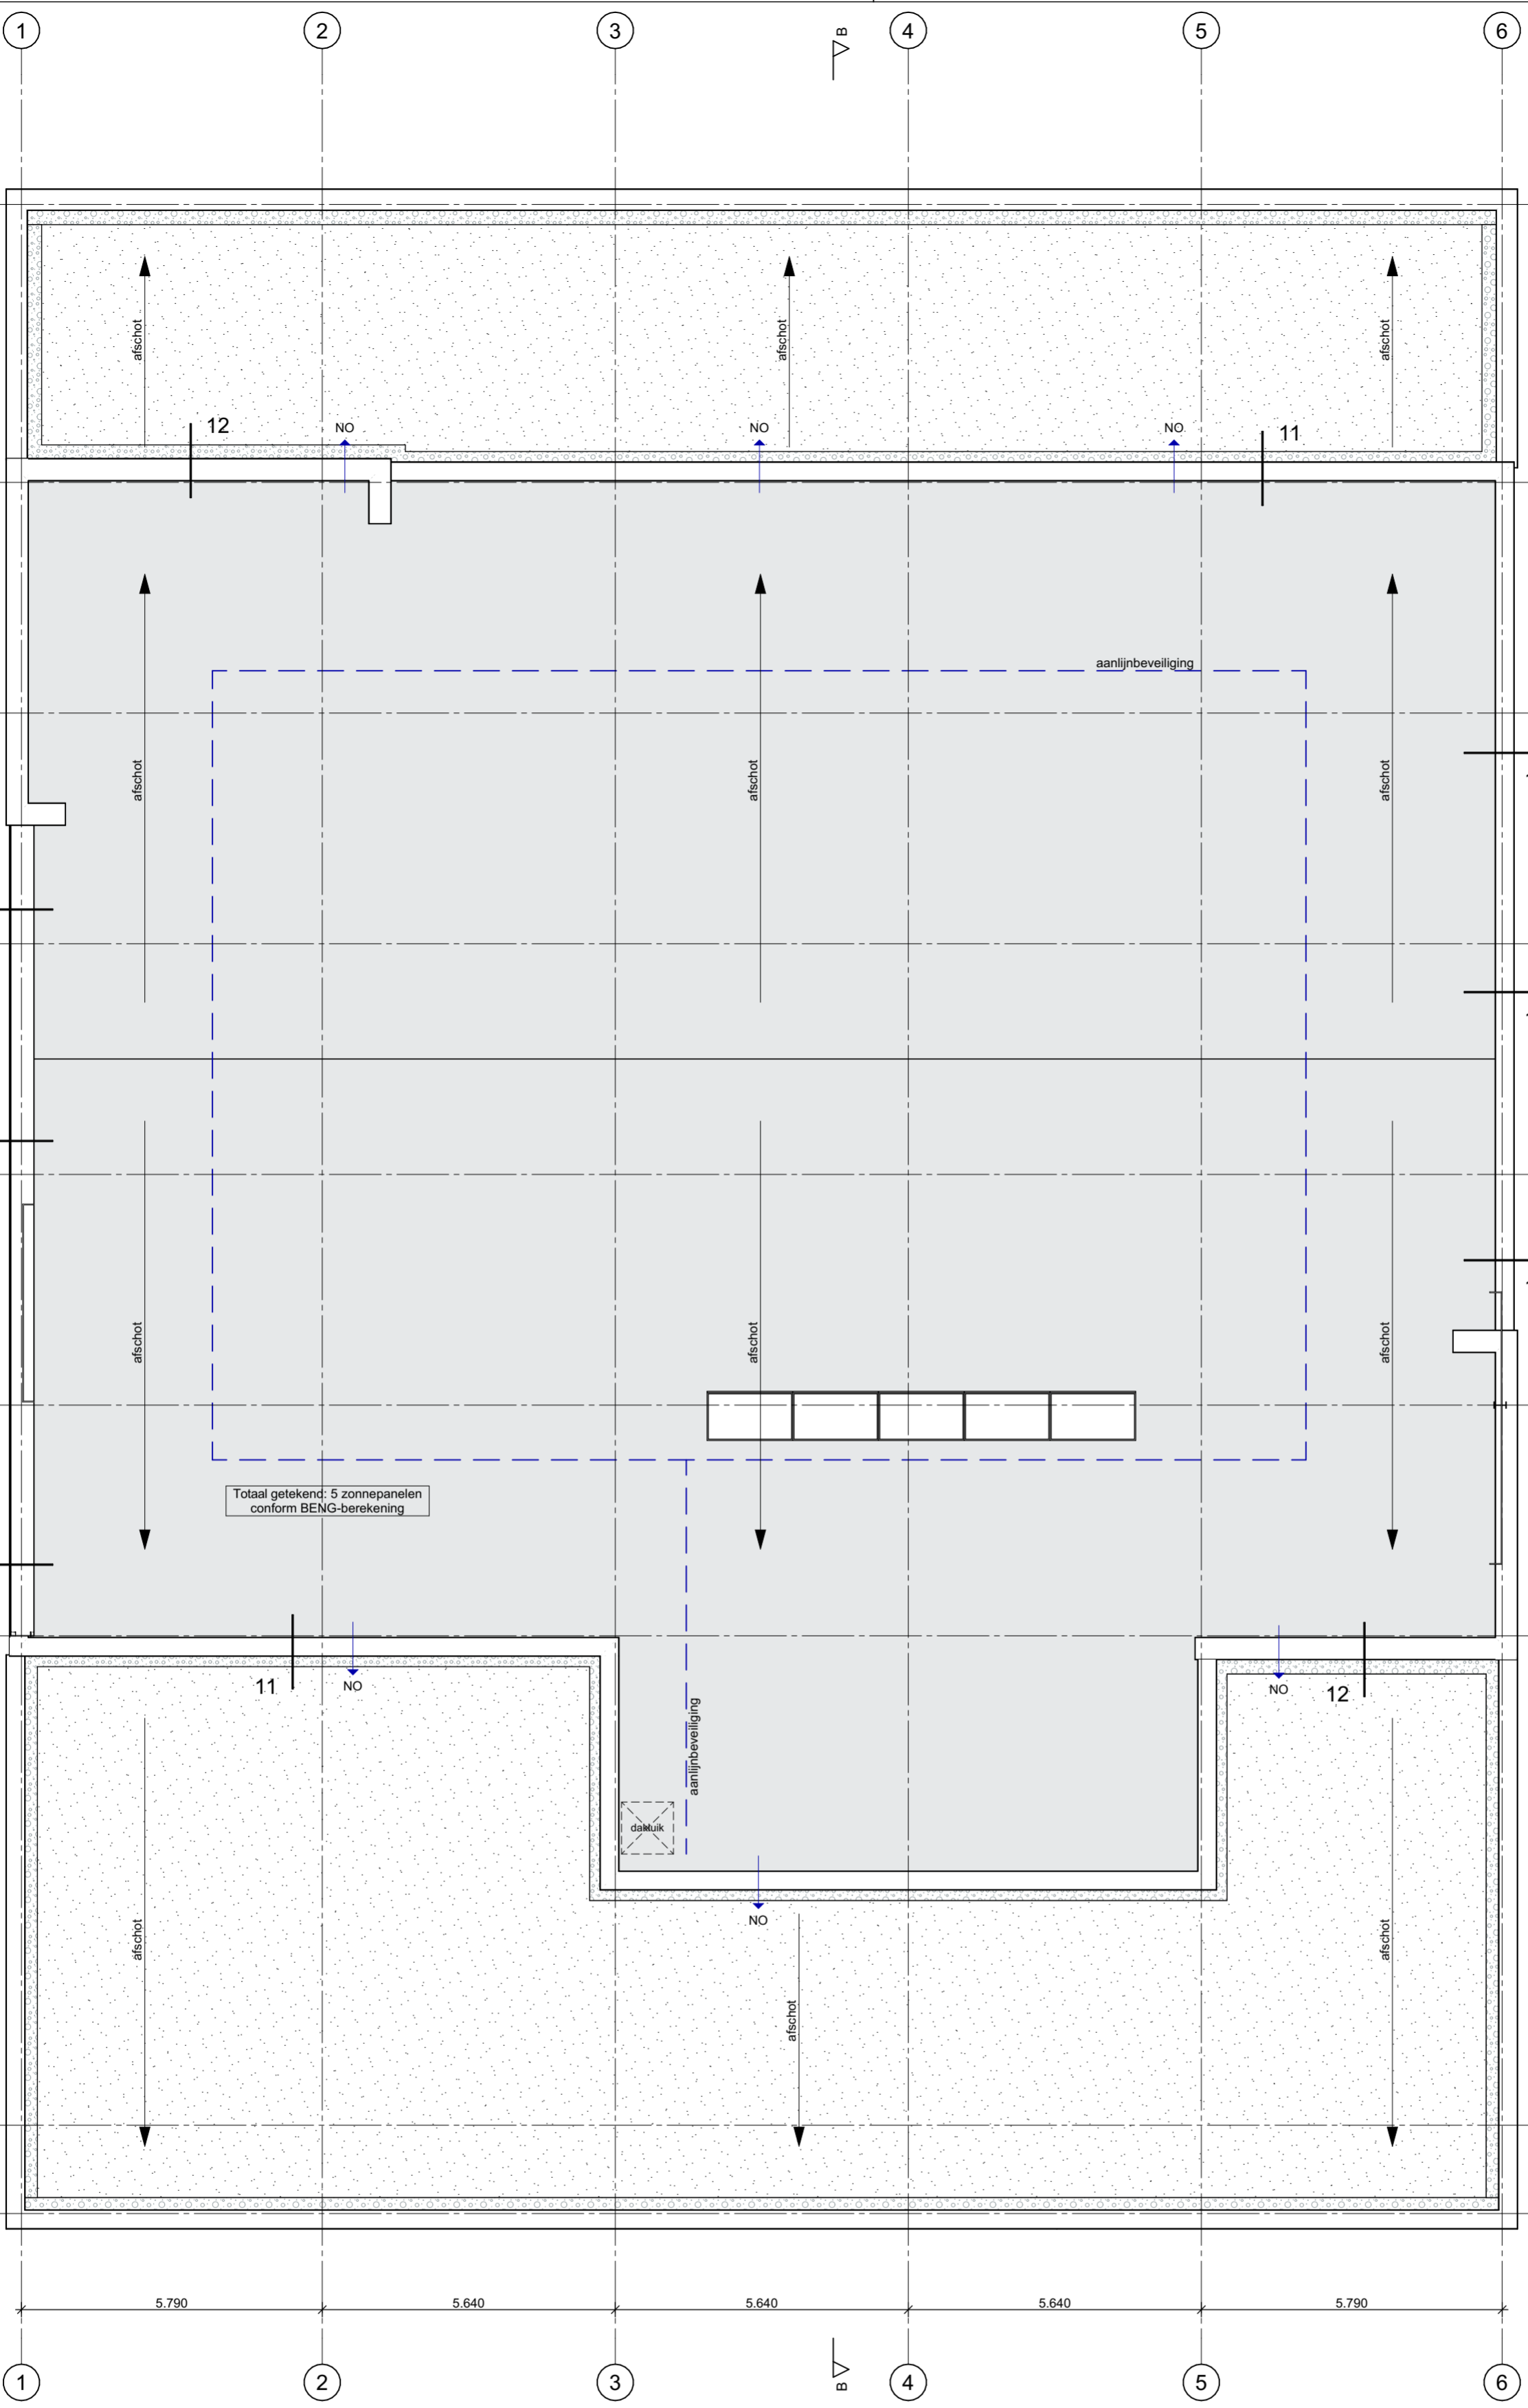 1 2 3 B 4 5 6
afschot afschot afschot
12 NO NO NO 11
aanlijnbeveiliging
afschot afschot afschot
afschot afschot afschot
Totaal getekend: 5 zonnepanelen
conform BENG-berekening
11 NO NO 12
aanlijnbeveiliging
dakluik
NO
afschot afschot afschot
5.790 5.640 5.640 5.640 5.790
1 2 3 B 4 5 6